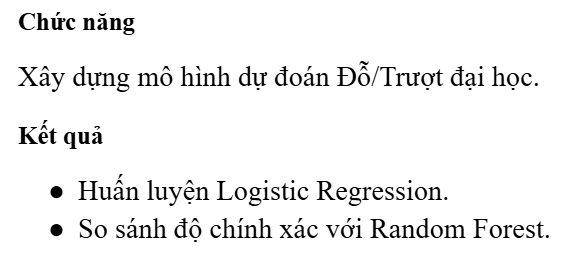 Chức năng
Xây dựng mô hình dự đoán Đỗ/Trượt đại học.
Kết quả
● Huấn luyện Logistic Regression.
● So sánh độ chính xác với Random Forest.